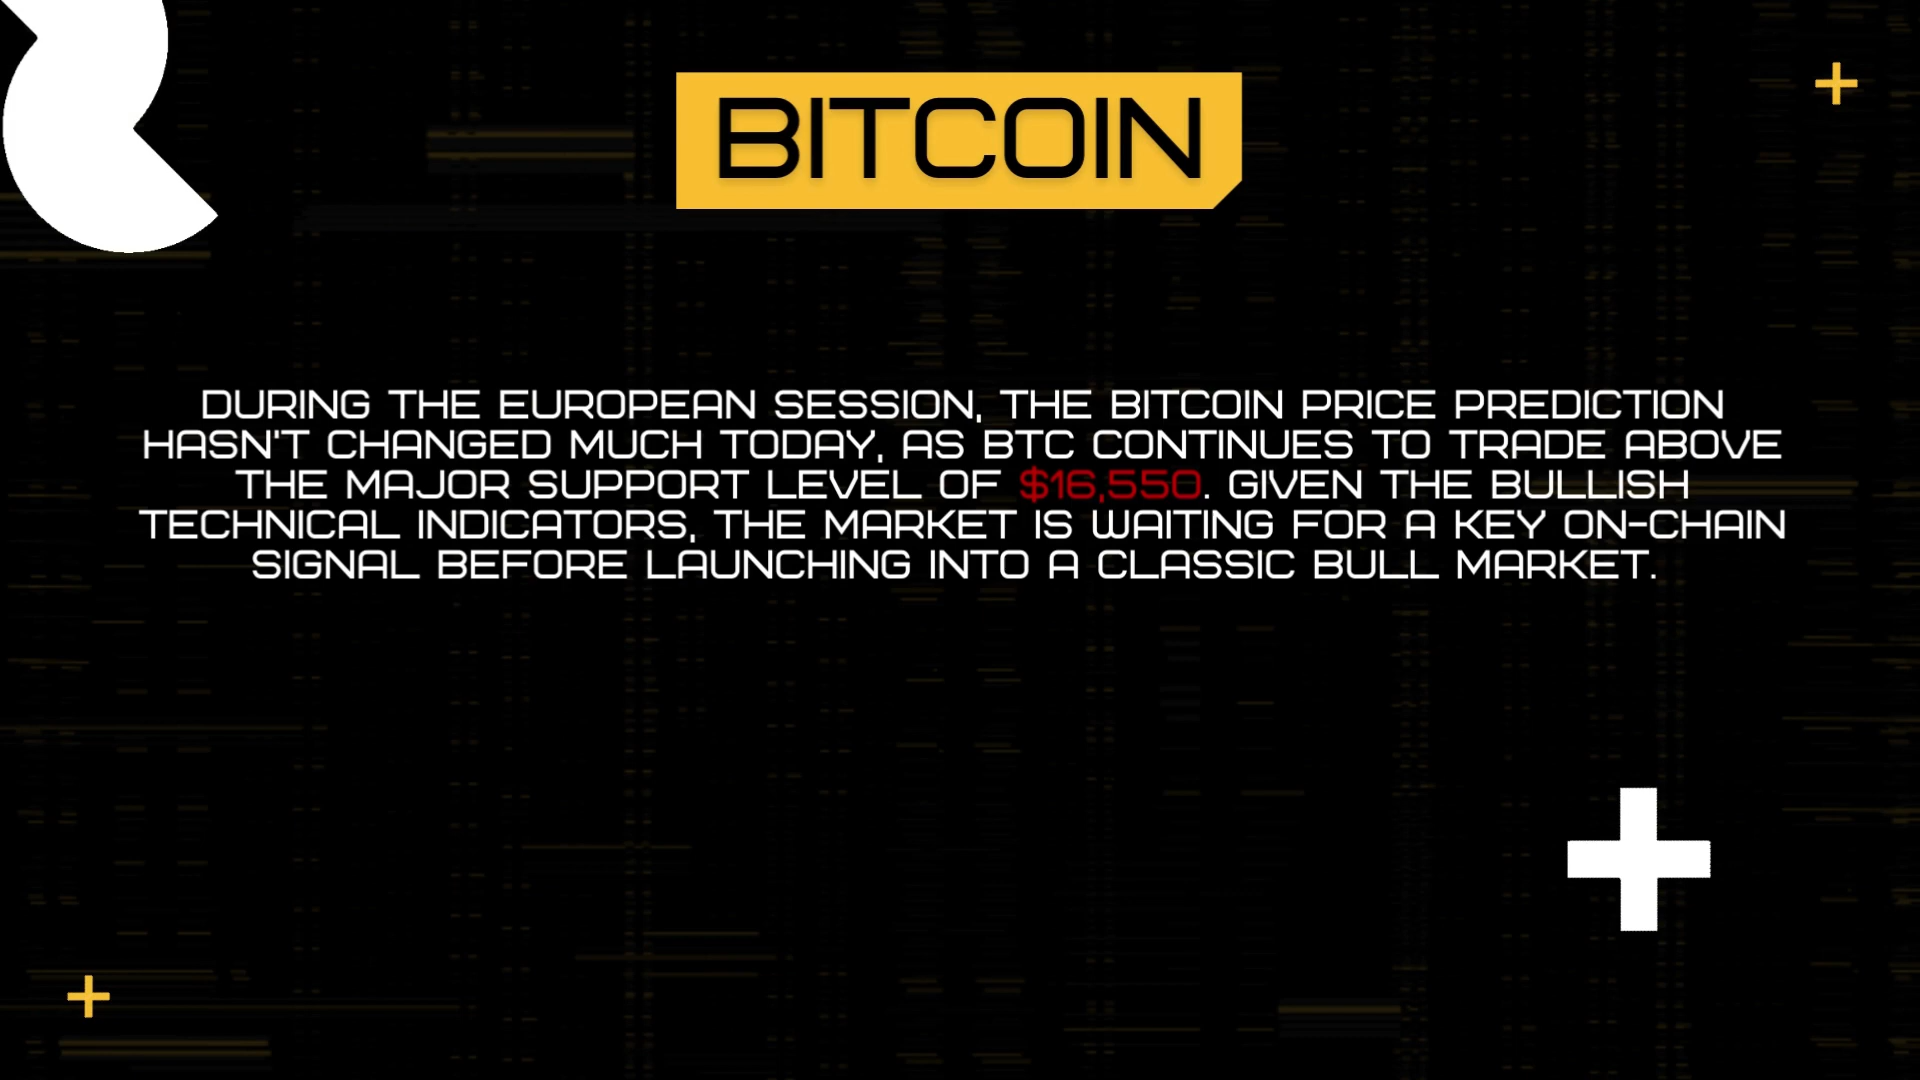 BITCOIN
DURING THE EUROPEAN SESSION, THE BITCOIN PRICE PREDICTION
HASN'T CHANGED MUCH TODAY, AS BTC CONTINUES TO TRADE ABOVE
THE MAJOR SUPPORT LEVEL OF $16,550. GIVEN THE BULLISH
TECHNICAL INDICATORS, THE MARKET IS WAITING FOR A KEY ON-CHAIN
SIGNAL BEFORE LAUNCHING INTO A CLASSIC BULL MARKET.